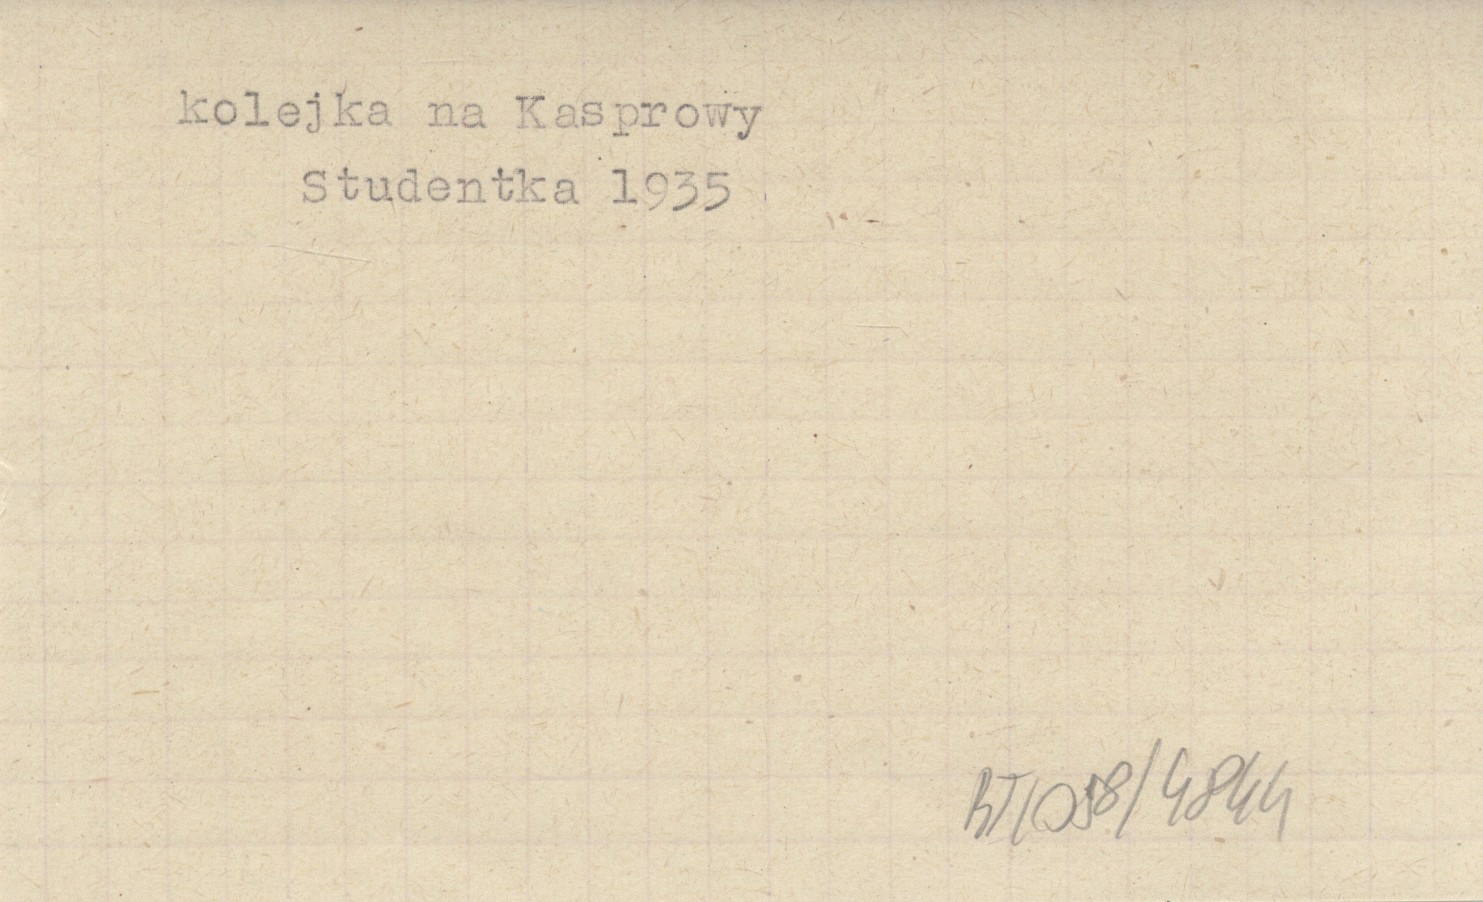 kolejka na Kasprowy
Studentka 1935
BT/058/4844